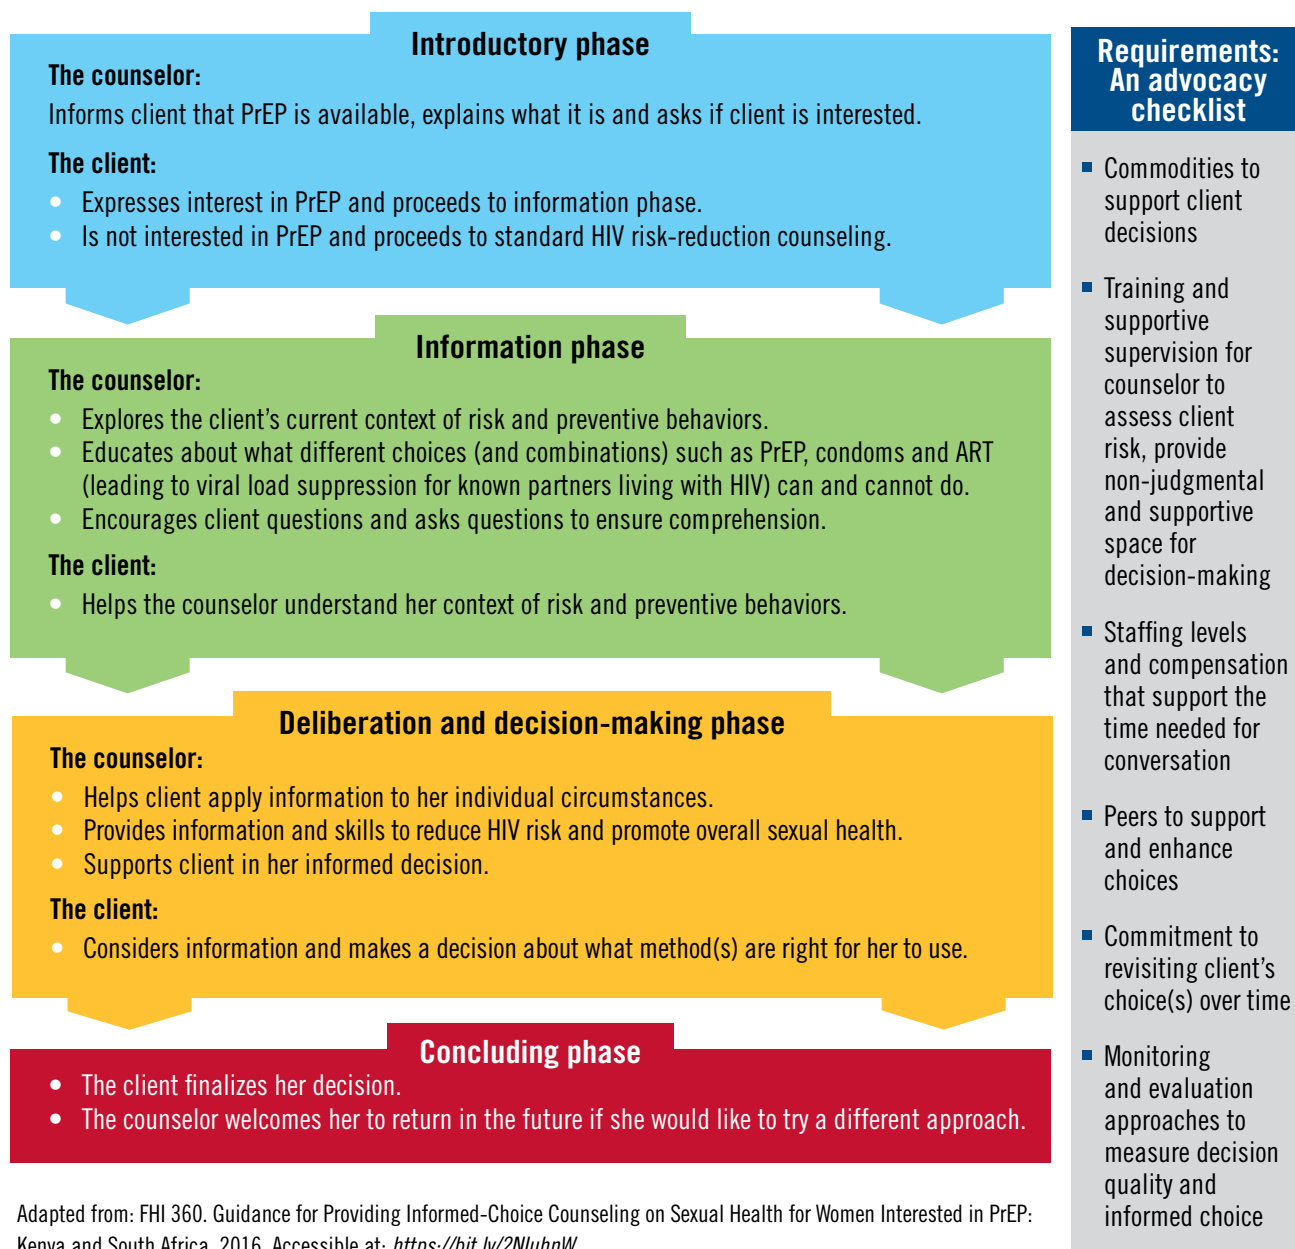 Introductory phase
The counselor:
Informs client that PrEP is available, explains what it is and asks if client is interested.
The client:
• Expresses interest in PrEP and proceeds to information phase.
• Is not interested in PrEP and proceeds to standard HIV risk-reduction counseling.
Information phase
The counselor:
• Explores the client’s current context of risk and preventive behaviors.
• Educates about what different choices (and combinations) such as PrEP, condoms and ART
(leading to viral load suppression for known partners living with HIV) can and cannot do.
• Encourages client questions and asks questions to ensure comprehension.
The client:
• Helps the counselor understand her context of risk and preventive behaviors.
Deliberation and decision-making phase
The counselor:
• Helps client apply information to her individual circumstances.
• Provides information and skills to reduce HIV risk and promote overall sexual health.
• Supports client in her informed decision.
The client:
• Considers information and makes a decision about what method(s) are right for her to use.
Concluding phase
• The client finalizes her decision.
• The counselor welcomes her to return in the future if she would like to try a different approach.
Adapted from: FHI 360. Guidance for Providing Informed-Choice Counseling on Sexual Health for Women Interested in PrEP:
Kenya and South Africa. 2016. Accessible at:
Requirements:
An advocacy
checklist
▪ Commodities to
support client
decisions
▪ Training and
supportive
supervision for
counselor to
assess client
risk, provide
non-judgmental
and supportive
space for
decision-making
▪ Staffing levels
and compensation
that support the
time needed for
conversation
▪ Peers to support
and enhance
choices
▪ Commitment to
revisiting client’s
choice(s) over time
▪ Monitoring
and evaluation
approaches to
measure decision
quality and
informed choice